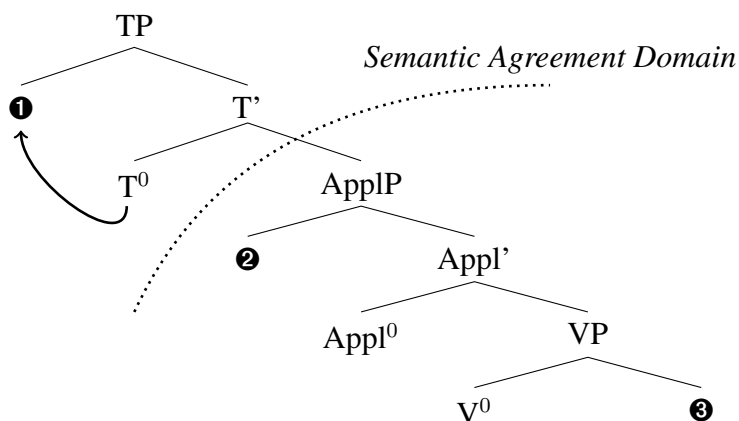 TP
Semantic Agreement Domain
❶ T’
T⁰ ApplP
❷ Appl’
Appl⁰ VP
V⁰ ❸